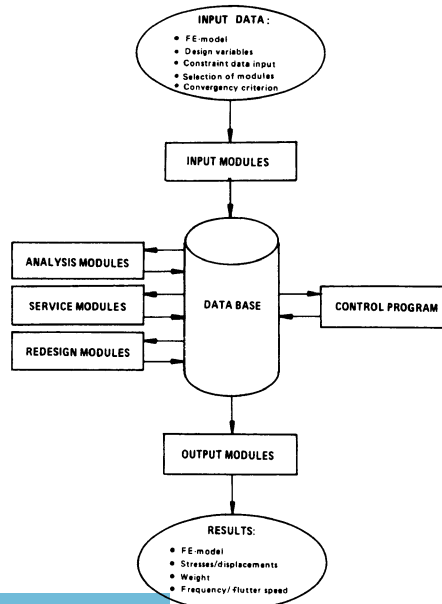 INPUT DATA:
• FE-model
• Design variables
• Constraint data input
• Selection of modules
• Convergency criterion
INPUT MODULES
ANALYSIS MODULES
SERVICE MODULES
REDESIGN MODULES
DATA BASE
CONTROL PROGRAM
OUTPUT MODULES
RESULTS:
• FE-model
• Stresses/displacements
• Weight
• Frequency/flutter speed